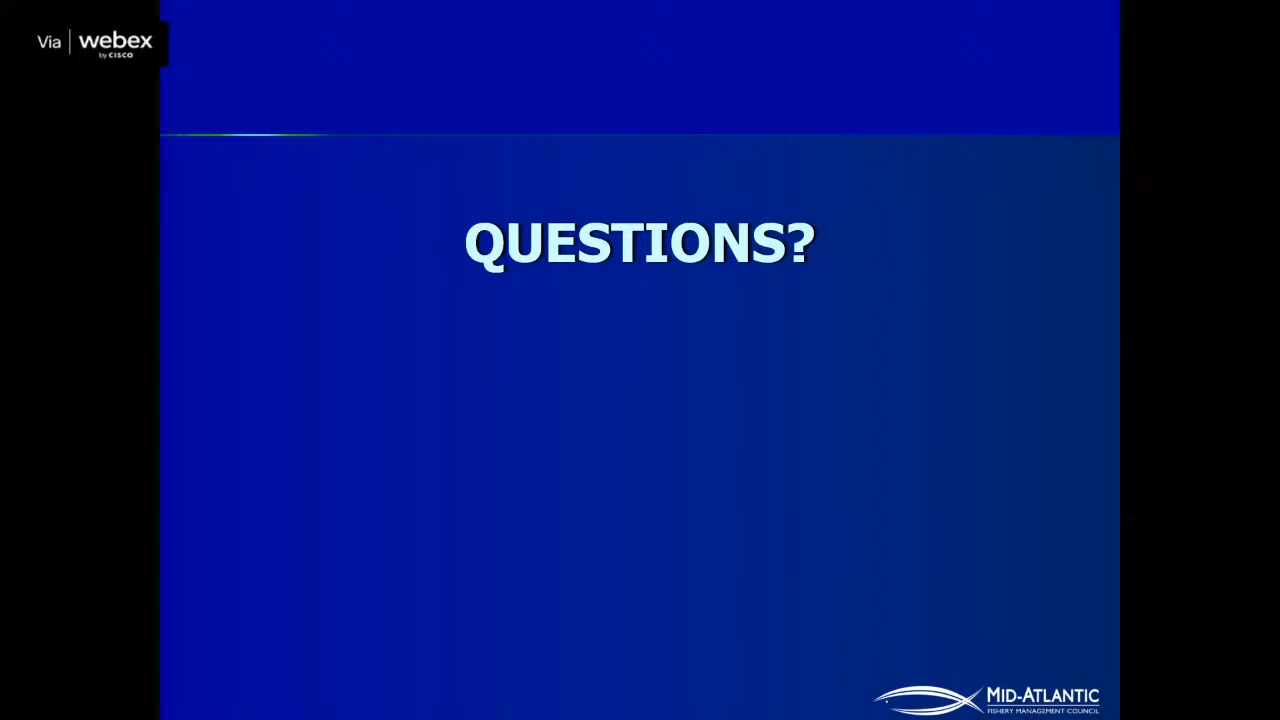 Via webex
by CISCO
QUESTIONS?
MID-ATLANTIC
FISHERY MANAGEMENT COUNCIL